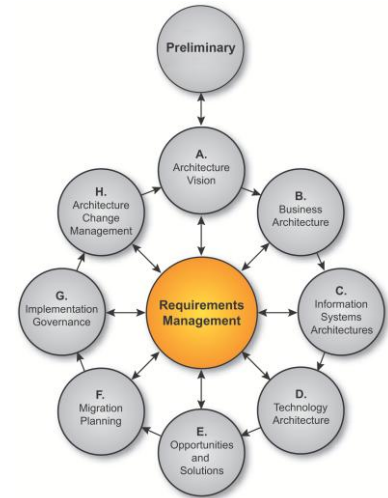 Preliminary
A.
Architecture
Vision
B.
Business
Architecture
C.
Information
Systems
Architectures
D.
Technology
Architecture
E.
Opportunities
and
Solutions
F.
Migration
Planning
G.
Implementation
Governance
H.
Architecture
Change
Management
Requirements
Management